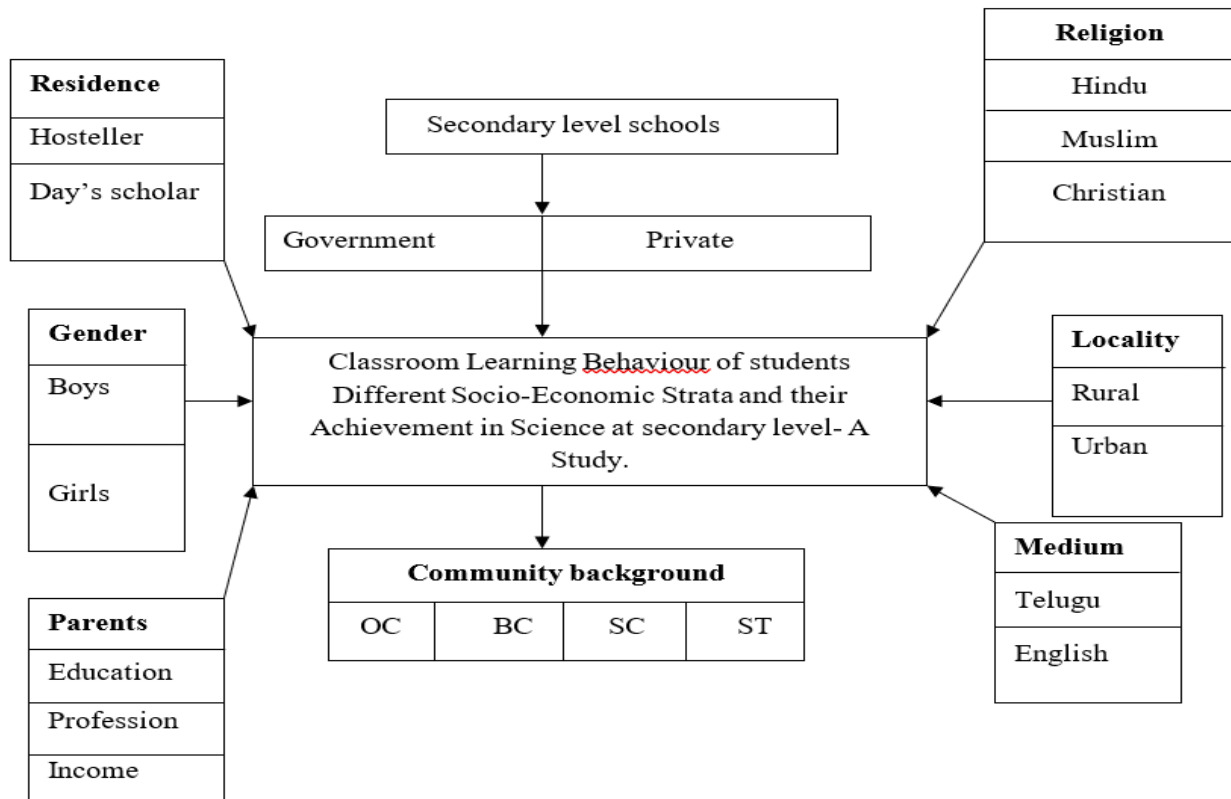 Residence
Hosteller
Day’s scholar
Secondary level schools
Government
Private
Religion
Hindu
Muslim
Christian
Gender
Boys
Girls
Classroom Learning Behaviour of students
Different Socio-Economic Strata and their
Achievement in Science at secondary level- A
Study.
Locality
Rural
Urban
Parents
Education
Profession
Income
Community background
OC
BC
SC
ST
Medium
Telugu
English